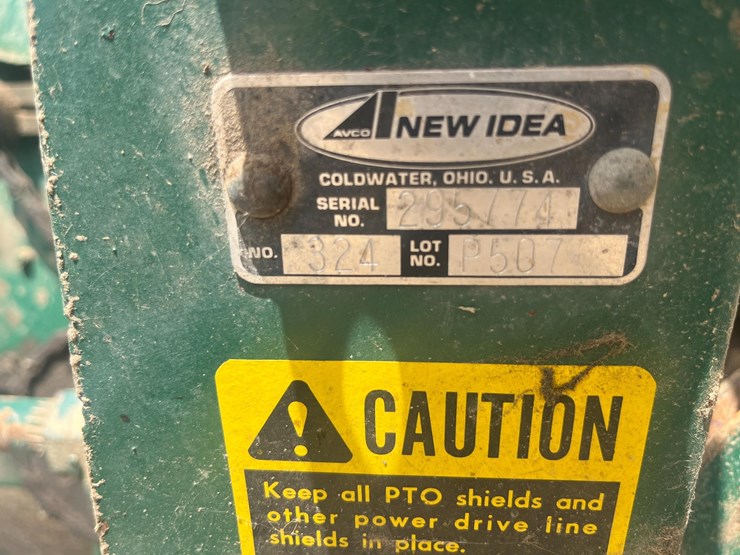 AVCO NEW IDEA
COLDWATER, OHIO. U. S. A.
SERIAL NO. 295774
NO. 324 LOT NO. P507
CAUTION
Keep all PTO shields and
other power drive line
shields in place.